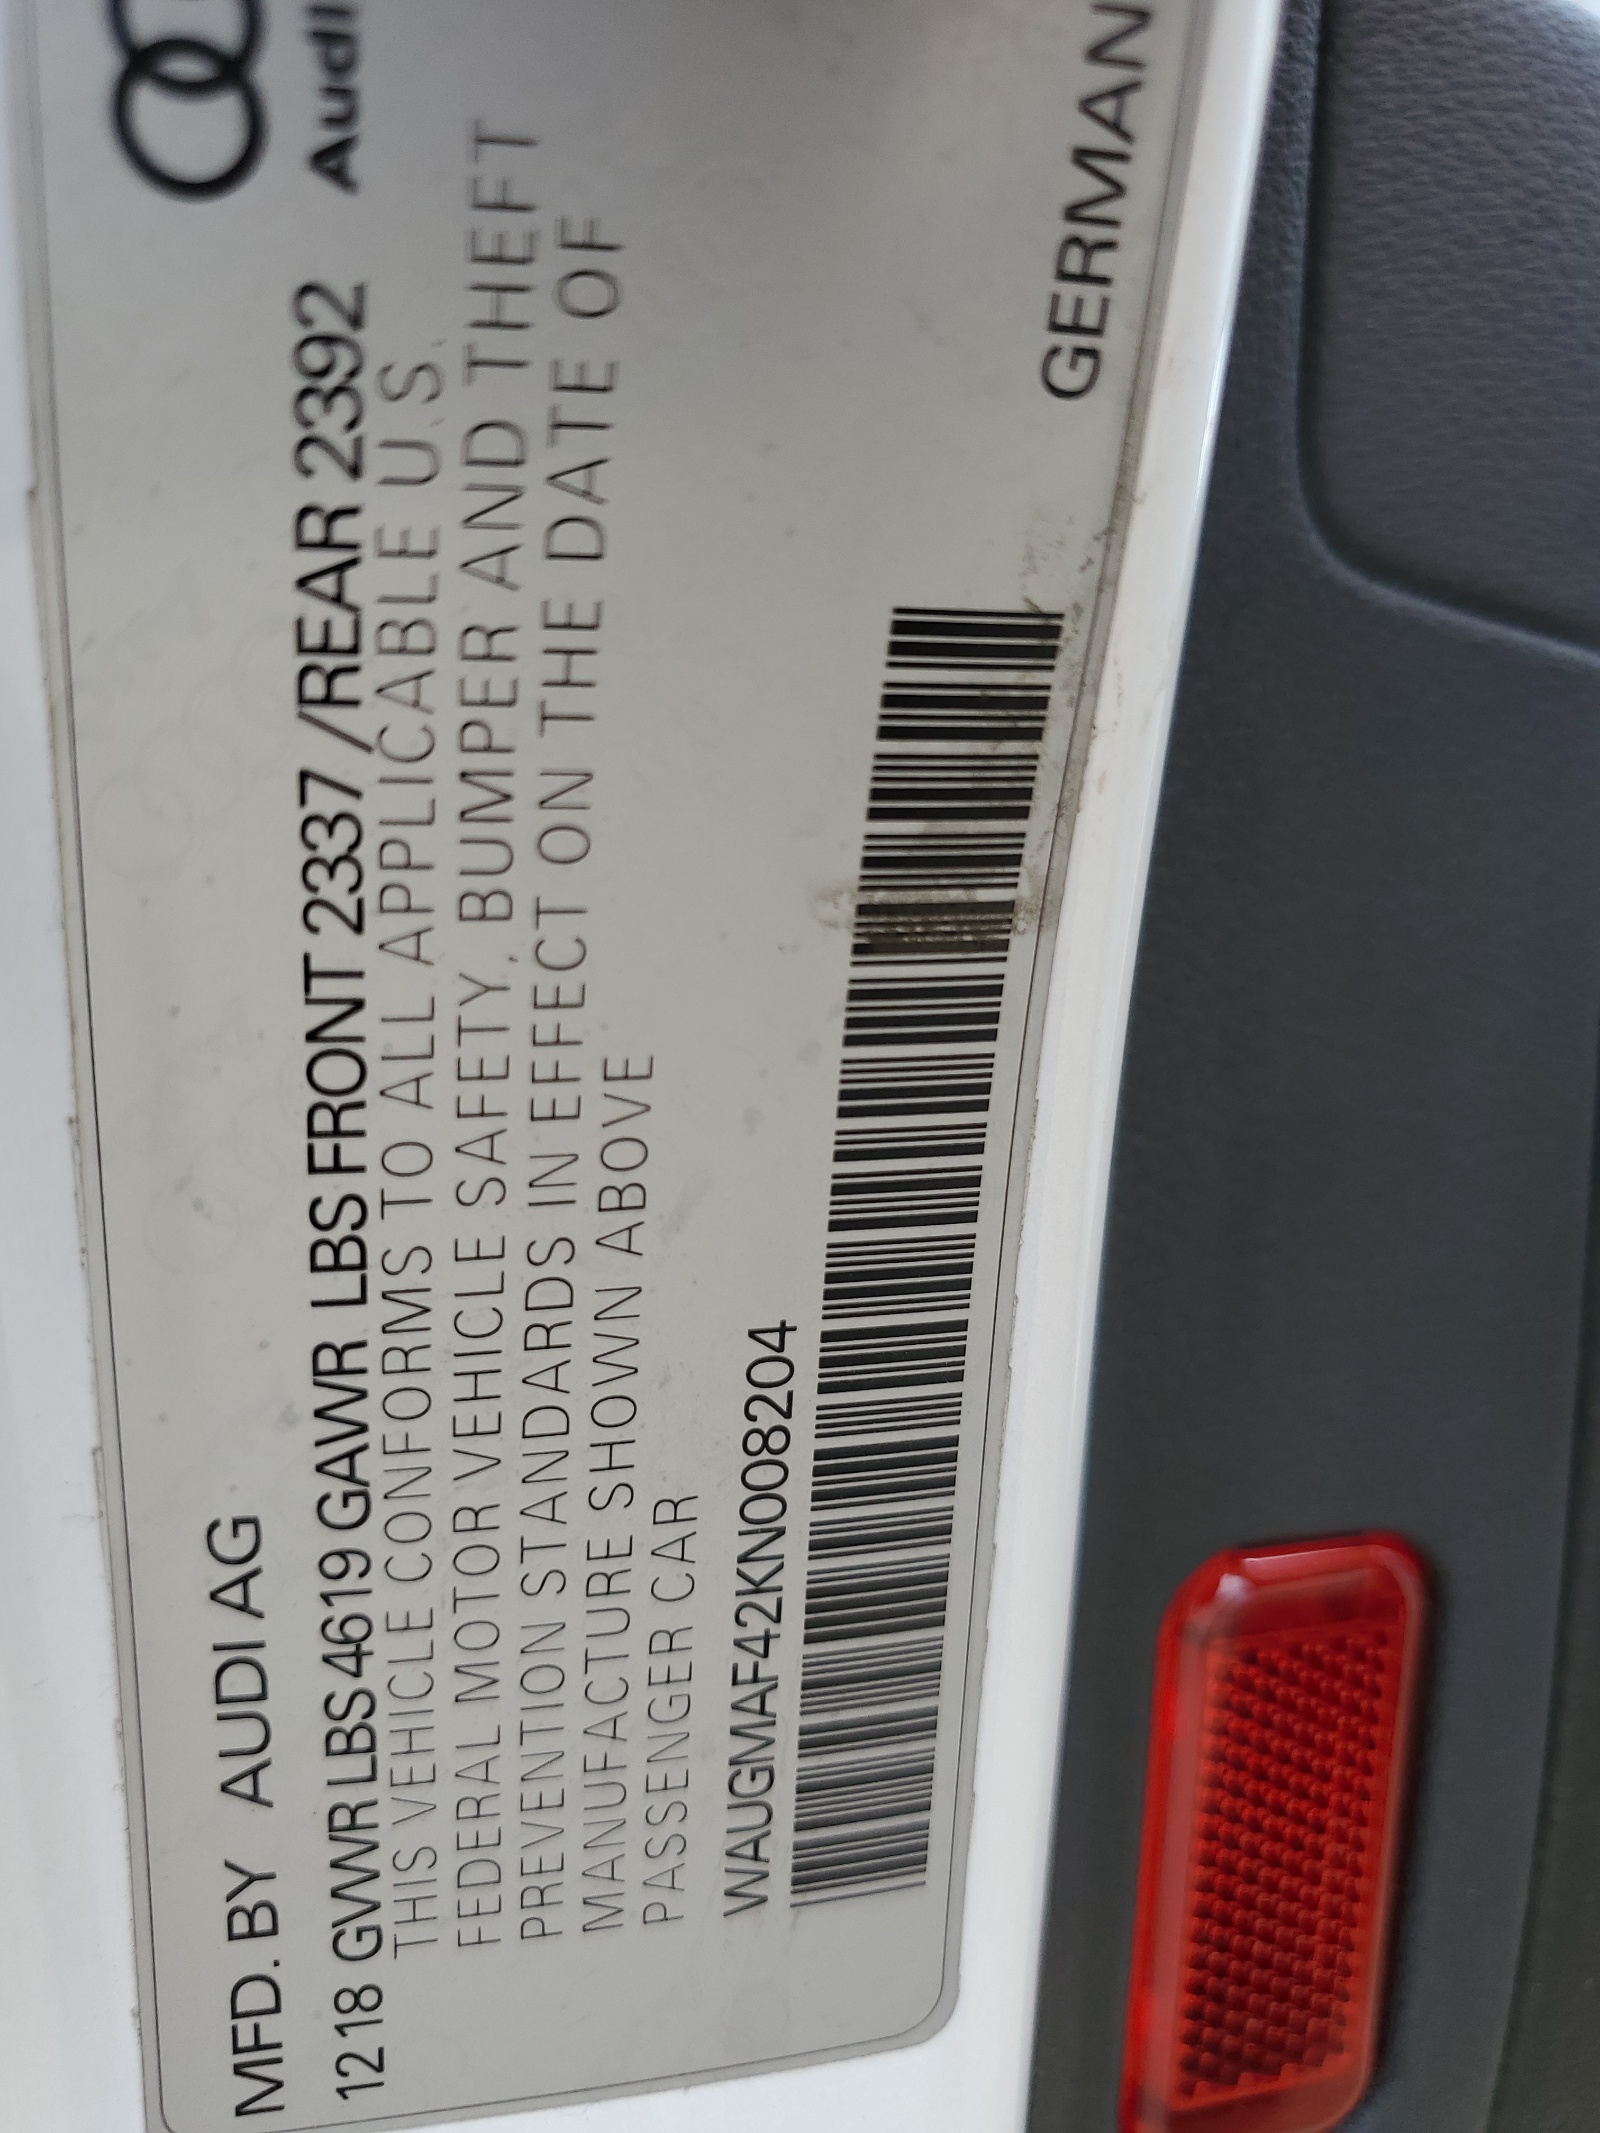 MFD. BY AUDI AG
Audi
12 18 GVWR LBS 4619 GAWR LBS FRONT 2337 /REAR 2392
THIS VEHICLE CONFORMS TO ALL APPLICABLE U.S.
FEDERAL MOTOR VEHICLE SAFETY, BUMPER AND THEFT
PREVENTION STANDARDS IN EFFECT ON THE DATE OF
MANUFACTURE SHOWN ABOVE
PASSENGER CAR
WAUGMAF42KN008204
GERMAN